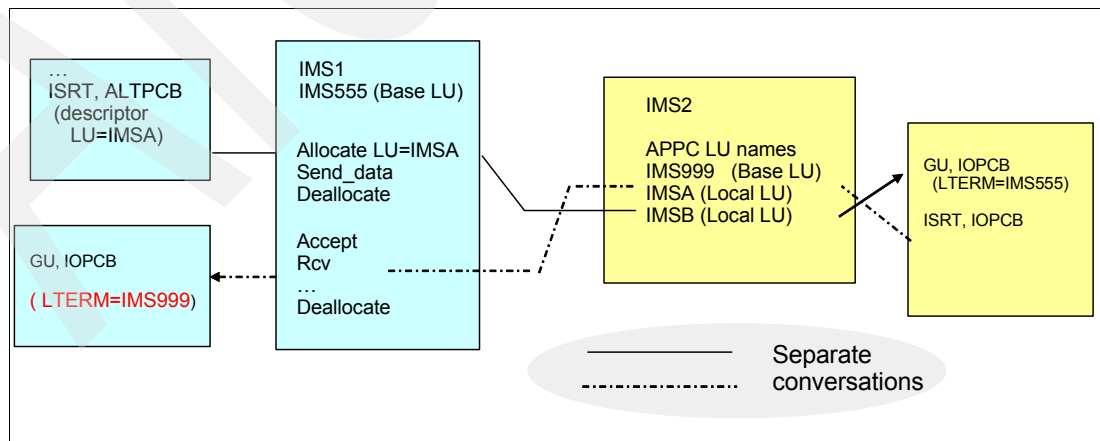 …
ISRT, ALTPCB
(descriptor
LU=IMSA)
GU, IOPCB
( LTERM=IMS999)
IMS1
IMS555 (Base LU)
Allocate LU=IMSA
Send_data
Deallocate
Accept
Rcv
…
Deallocate
IMS2
APPC LU names
IMS999 (Base LU)
IMSA (Local LU)
IMSB (Local LU)
GU, IOPCB
(LTERM=IMS555)
ISRT, IOPCB
Separate
conversations